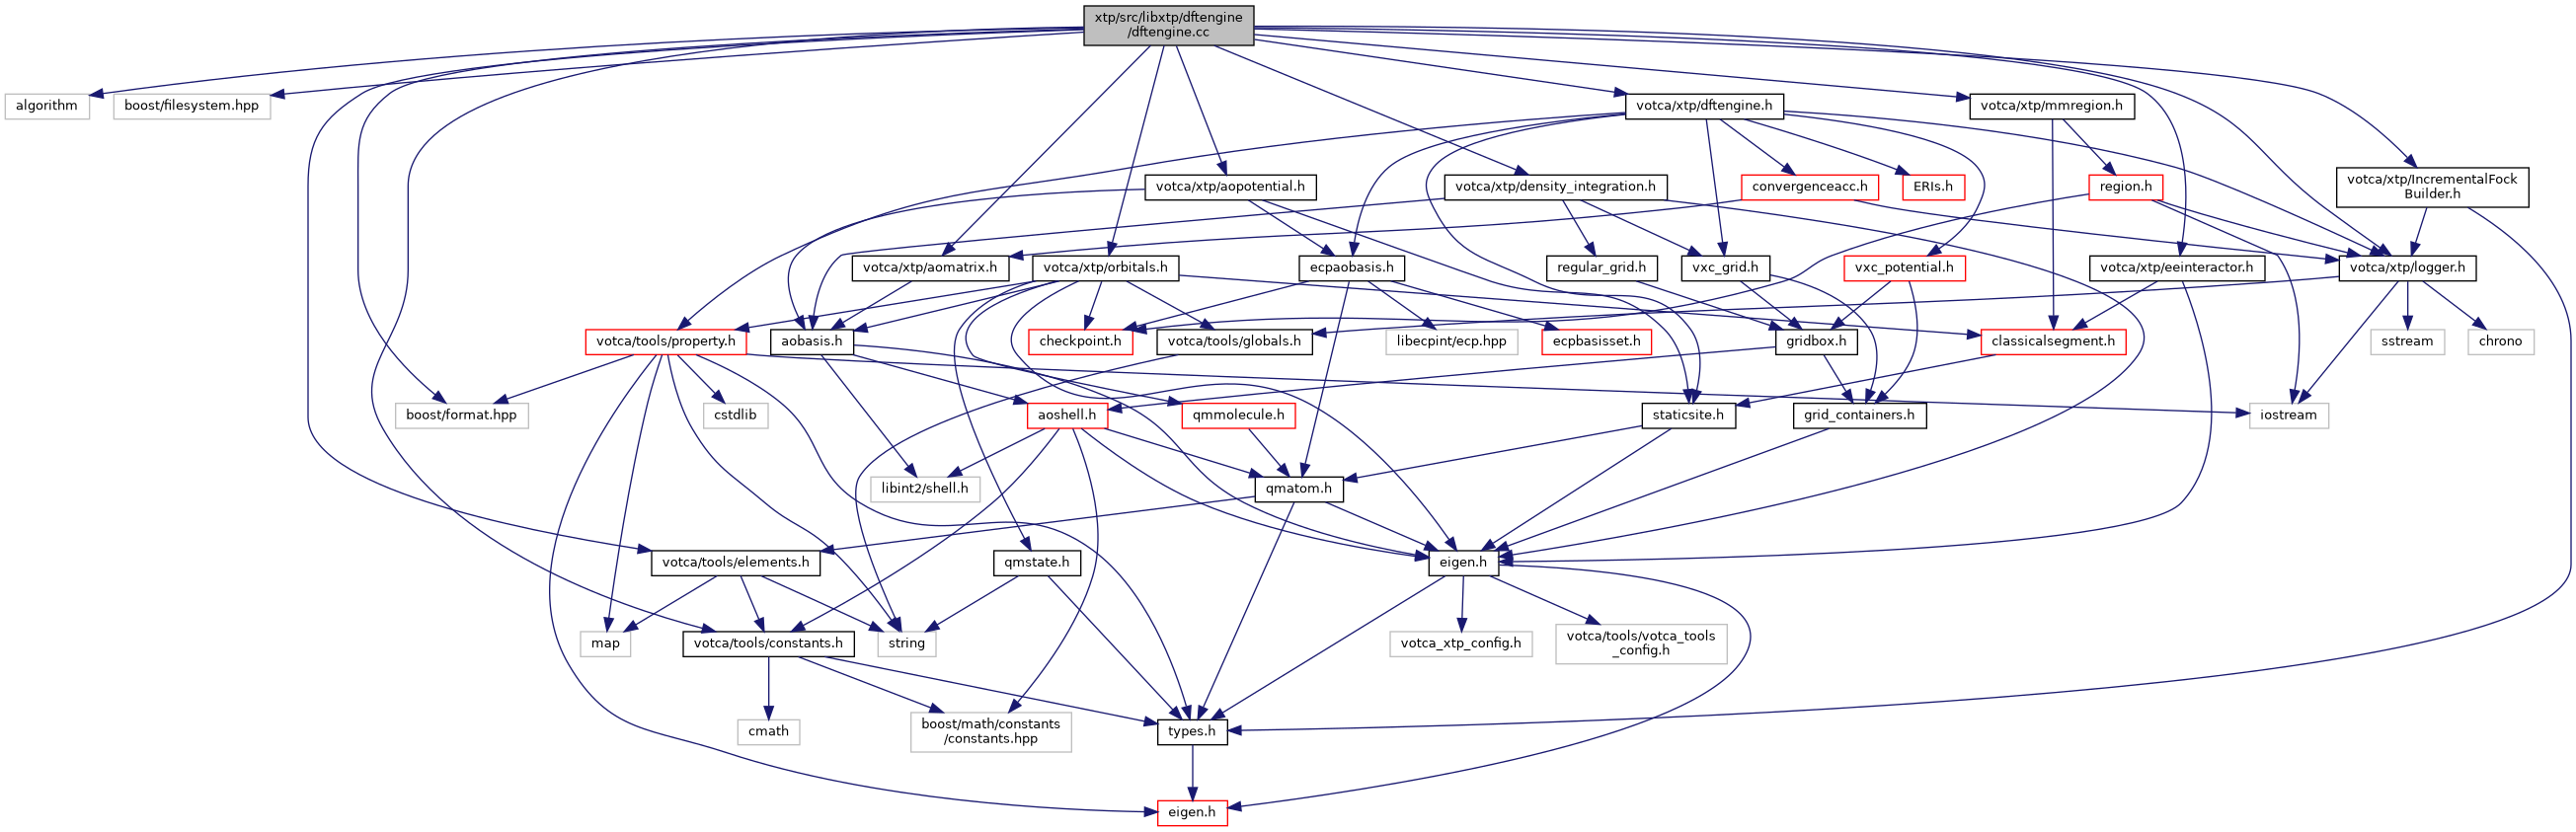 xtp/src/libxtp/dftengine
/dftengine.cc
algorithm
boost/filesystem.hpp
votca/xtp/dftengine.h
votca/xtp/mmregion.h
votca/xtp/aopotential.h
votca/xtp/density_integration.h
convergenceacc.h
ERIs.h
region.h
votca/xtp/IncrementalFock
Builder.h
votca/xtp/aomatrix.h
votca/xtp/orbitals.h
ecpaobasis.h
regular_grid.h
vxc_grid.h
vxc_potential.h
votca/xtp/eeinteractor.h
votca/xtp/logger.h
votca/tools/property.h
aobasis.h
checkpoint.h
votca/tools/globals.h
libecpint/ecp.hpp
ecpbasisset.h
gridbox.h
classicalsegment.h
sstream
chrono
boost/format.hpp
cstdlib
aoshell.h
qmmolecule.h
staticsite.h
grid_containers.h
iostream
libint2/shell.h
qmatom.h
votca/tools/elements.h
qmstate.h
eigen.h
map
votca/tools/constants.h
string
votca_xtp_config.h
votca/tools/votca_tools
_config.h
cmath
boost/math/constants
/constants.hpp
types.h
eigen.h